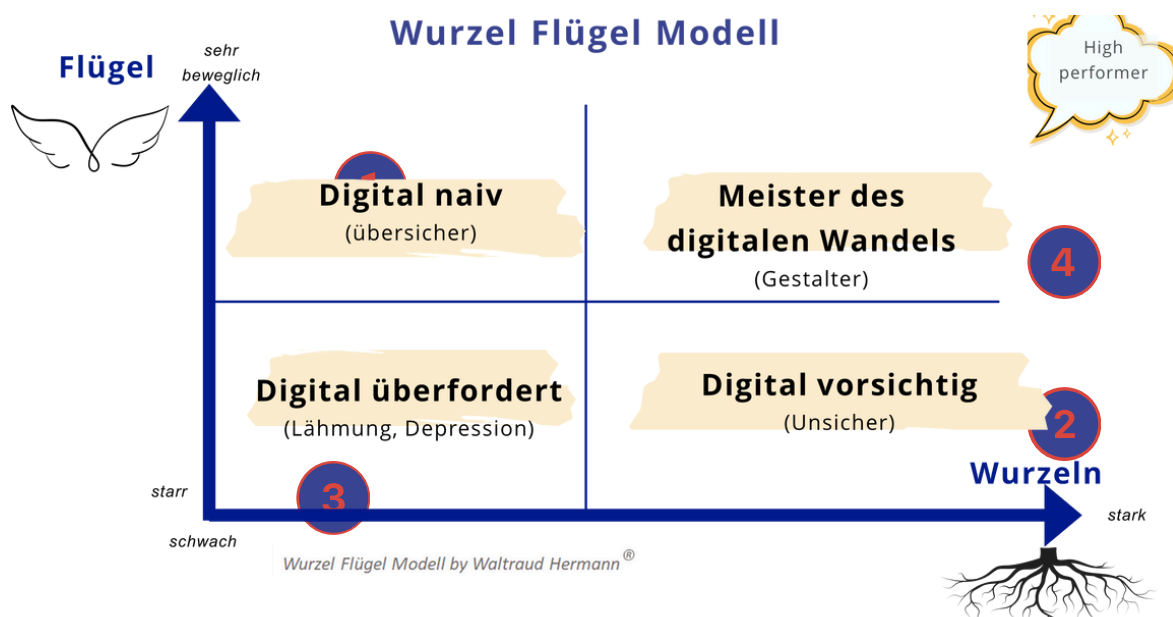 Wurzel Flügel Modell
Flügel
sehr
beweglich
High
performer
Digital naiv
(übersicher)
Meister des
digitalen Wandels
(Gestalter)
4
Digital überfordert
(Lähmung, Depression)
3
Digital vorsichtig
(Unsicher)
2
Wurzeln
starr
schwach
stark
Wurzel Flügel Modell by Waltraud Hermann®